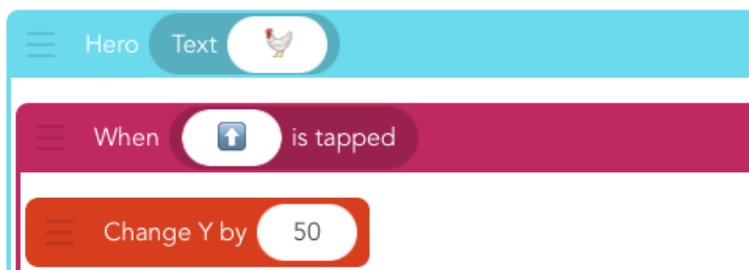 Hero Text 🐓
When ⬆️ is tapped
Change Y by 50